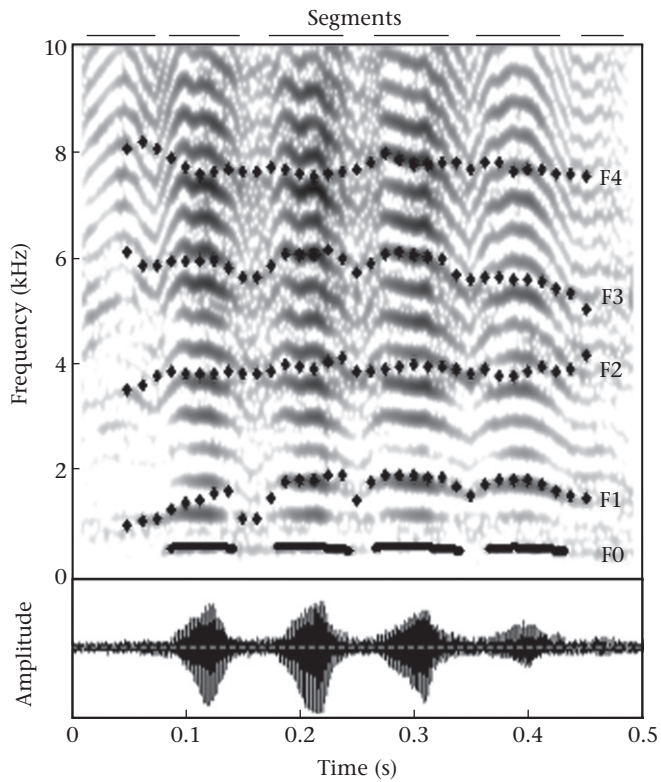 Segments
10
8
6
4
2
0
Frequency (kHz)
F4
F3
F2
F1
F0
Amplitude
0
0.1
0.2
0.3
0.4
0.5
Time (s)